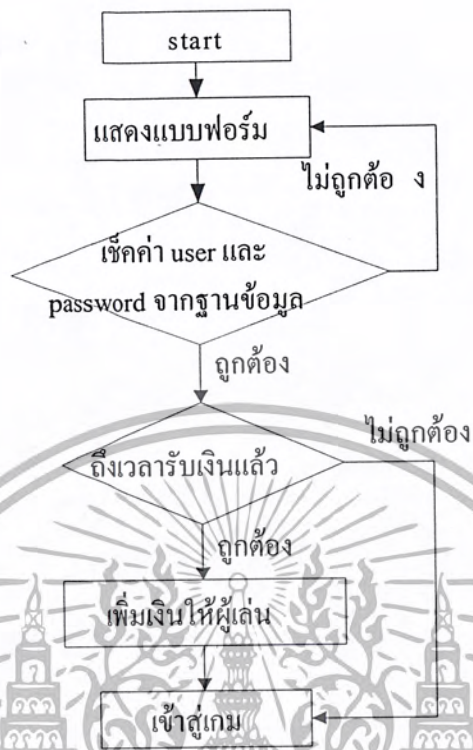 start
แสดงแบบฟอร์ม
ไม่ถูกต้อ ง
เช็คค่า user และ
password จากฐานข้อมูล
ถูกต้อง
ไม่ถูกต้อง
ถึงเวลารับเงินแล้ว
ถูกต้อง
เพิ่มเงินให้ผู้เล่น
เข้าสู่เกม